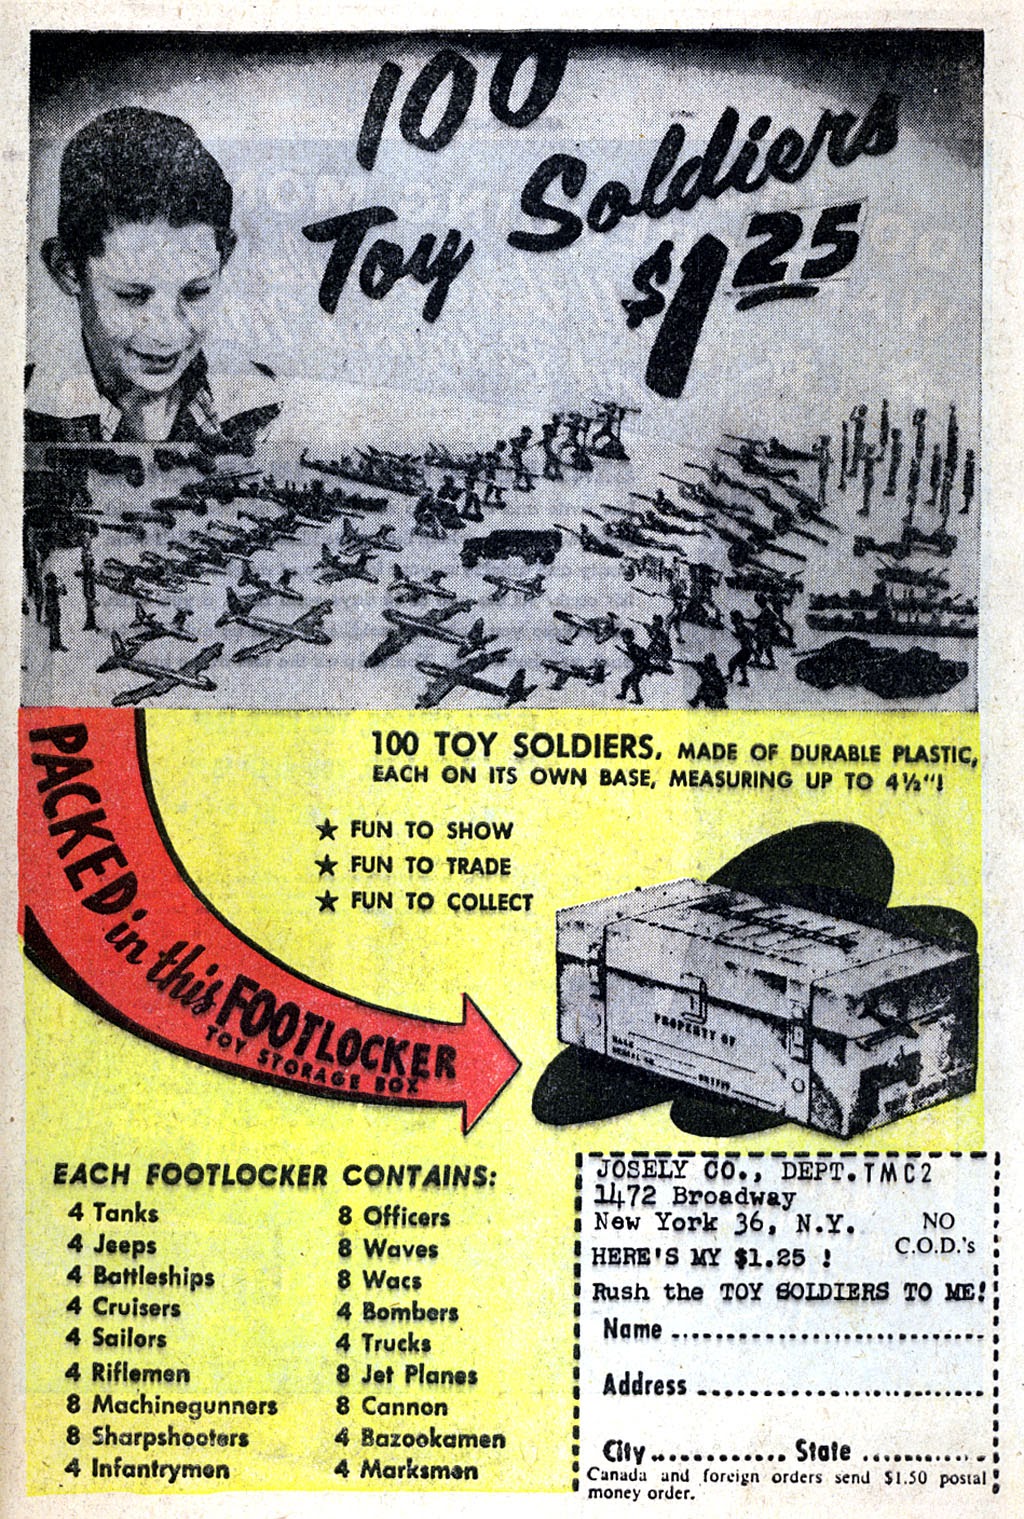 100
Toy Soldiers
$1 25
100 TOY SOLDIERS, MADE OF DURABLE PLASTIC,
EACH ON ITS OWN BASE, MEASURING UP TO 4½"!
★ FUN TO SHOW
★ FUN TO TRADE
★ FUN TO COLLECT
PACKED in this FOOTLOCKER
TOY STORAGE BOX
PROPERTY OF
EACH FOOTLOCKER CONTAINS:
4 Tanks
4 Jeeps
4 Battleships
4 Cruisers
4 Sailors
4 Riflemen
8 Machinegunners
8 Sharpshooters
4 Infantrymen
8 Officers
8 Waves
8 Wacs
4 Bombers
4 Trucks
8 Jet Planes
8 Cannon
4 Bazookamen
4 Marksmen
JOSELY CO., DEPT. TMC2
1472 Broadway
New York 36, N.Y.
NO
C.O.D.'s
HERE'S MY $1.25 !
Rush the TOY SOLDIERS TO ME!
Name ..............................
Address ..............................
City ............. State ............
Canada and foreign orders send $1.50 postal
money order.